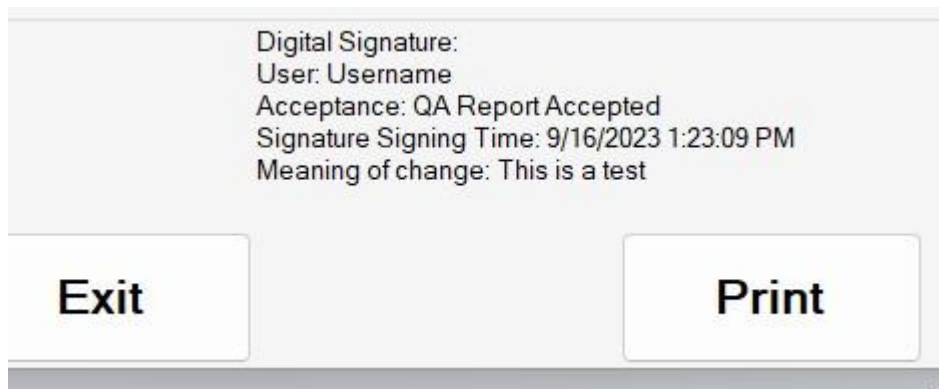 Digital Signature:
User: Username
Acceptance: QA Report Accepted
Signature Signing Time: 9/16/2023 1:23:09 PM
Meaning of change: This is a test
Exit
Print